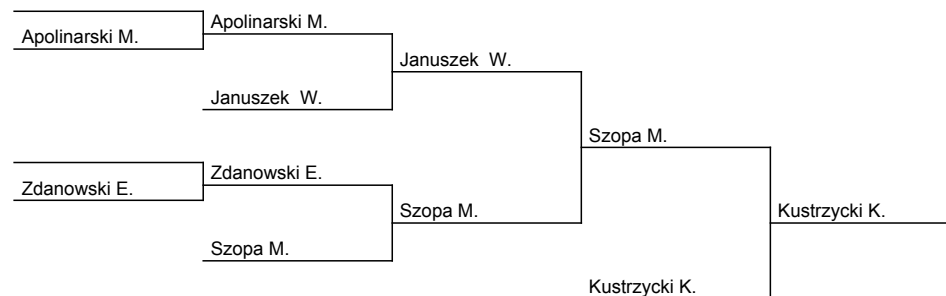 Apolinarski M.
Apolinarski M.
Januszek  W.
Januszek  W.
Szopa M.
Zdanowski E.
Zdanowski E.
Szopa M.
Kustrzycki K.
Szopa M.
Kustrzycki K.